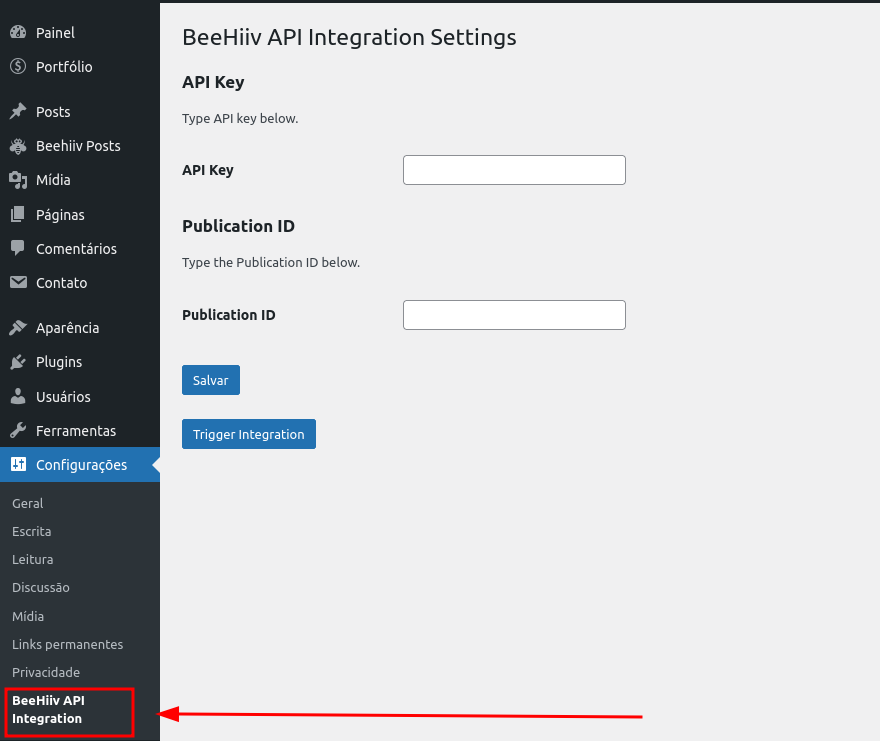 Painel
Portfólio
Posts
Beehiiv Posts
Mídia
Páginas
Comentários
Contato
Aparência
Plugins
Usuários
Ferramentas
Configurações
Geral
Escrita
Leitura
Discussão
Mídia
Links permanentes
Privacidade
BeeHiiv API
Integration
BeeHiiv API Integration Settings
API Key
Type API key below.
API Key
Publication ID
Type the Publication ID below.
Publication ID
Salvar
Trigger Integration